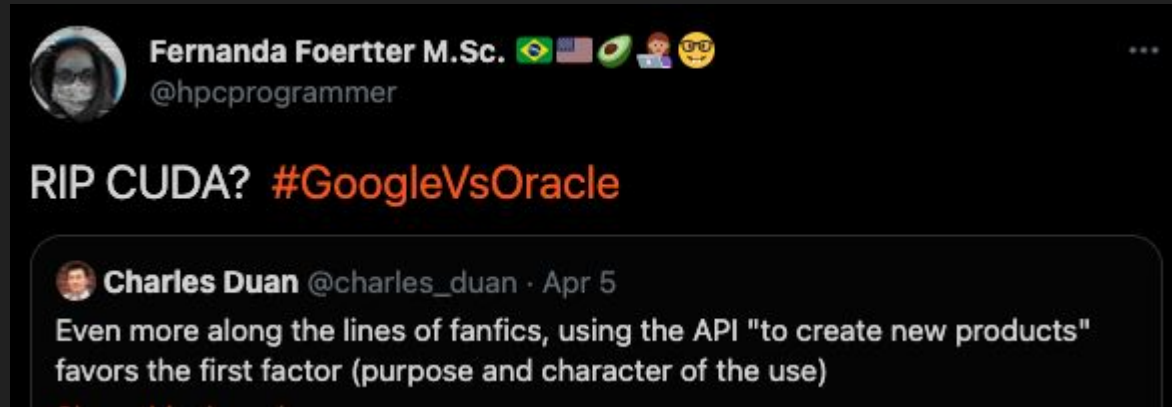 Fernanda Foertter M.Sc. 🇧🇷🇺🇸🥑👩🏽‍💻🤓
@hpcprogrammer
RIP CUDA? #GoogleVsOracle
Charles Duan @charles_duan · Apr 5
Even more along the lines of fanfics, using the API "to create new products"
favors the first factor (purpose and character of the use)